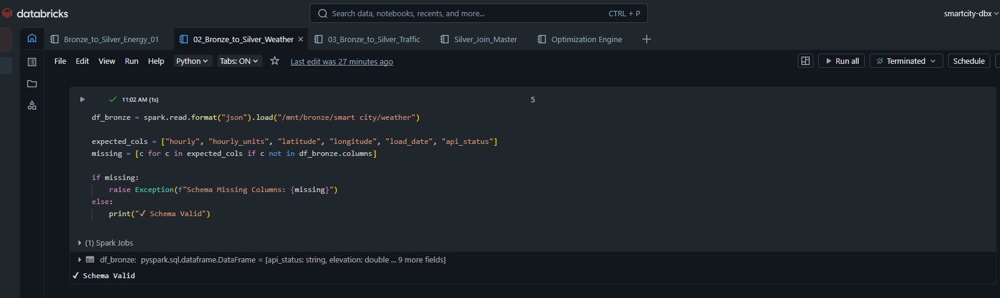 databricks
Search data, notebooks, recents, and more...
CTRL + P
smartcity-dbx
Bronze_to_Silver_Energy_01
02_Bronze_to_Silver_Weather
03_Bronze_to_Silver_Traffic
Silver_Join_Master
Optimization Engine
File Edit View Run Help Python Tabs: ON Last edit was 27 minutes ago
Run all
Terminated
Schedule
11:02 AM (1s)
5
df_bronze = spark.read.format("json").load("/mnt/bronze/smart city/weather")
expected_cols = ["hourly", "hourly_units", "latitude", "longitude", "load_date", "api_status"]
missing = [c for c in expected_cols if c not in df_bronze.columns]
if missing:
    raise Exception(f"Schema Missing Columns: {missing}")
else:
    print("✓ Schema Valid")
(1) Spark Jobs
df_bronze: pyspark.sql.dataframe.DataFrame = [api_status: string, elevation: double ... 9 more fields]
✓ Schema Valid